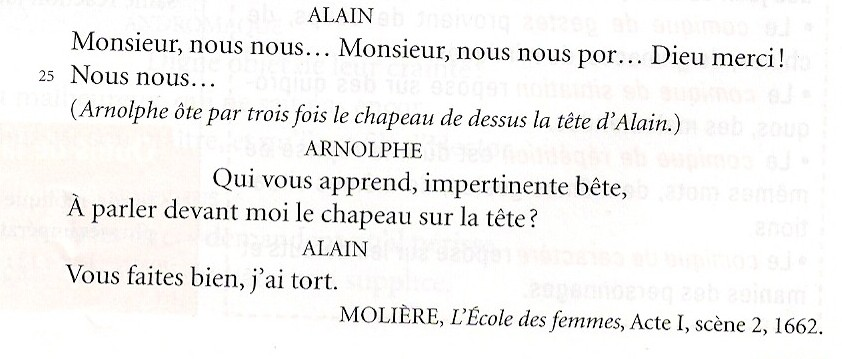 ALAIN
Monsieur, nous nous… Monsieur, nous nous por… Dieu merci !
25 Nous nous…
(Arnolphe ôte par trois fois le chapeau de dessus la tête d'Alain.)
ARNOLPHE
Qui vous apprend, impertinente bête,
À parler devant moi le chapeau sur la tête ?
ALAIN
Vous faites bien, j'ai tort.
MOLIÈRE, L'École des femmes, Acte I, scène 2, 1662.